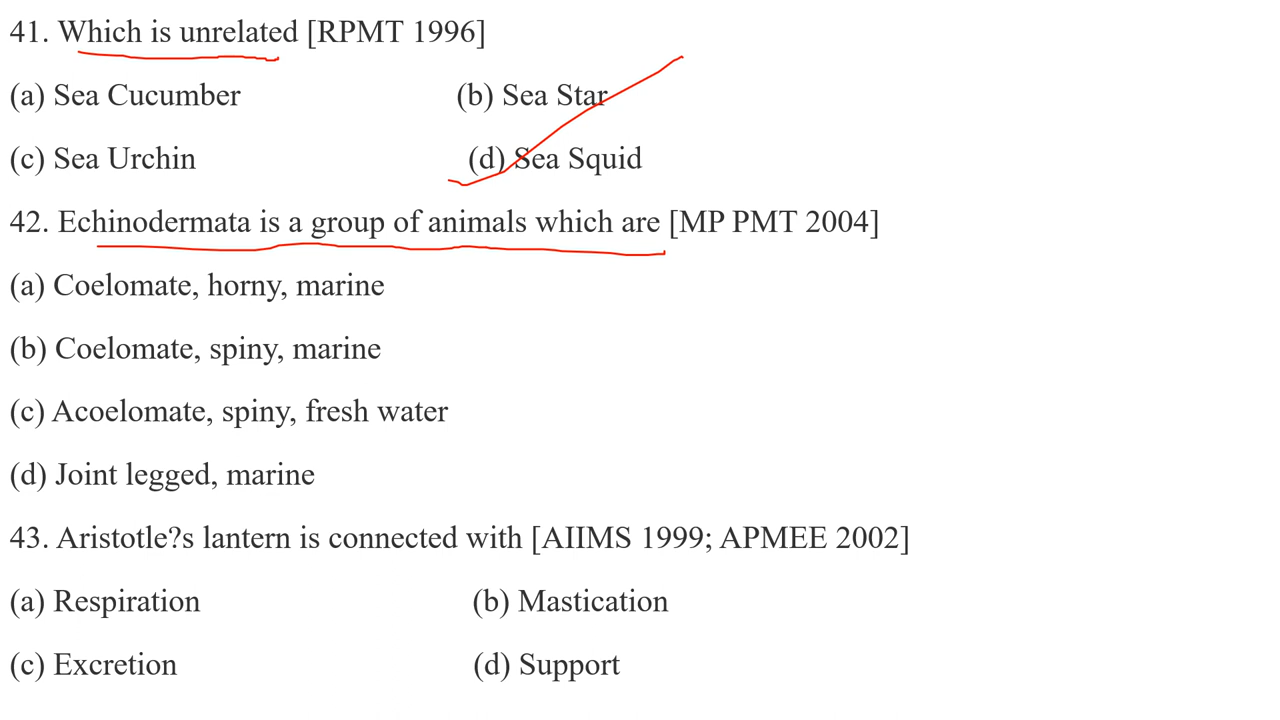 41. Which is unrelated [RPMT 1996]
(a) Sea Cucumber (b) Sea Star
(c) Sea Urchin (d) Sea Squid
42. Echinodermata is a group of animals which are [MP PMT 2004]
(a) Coelomate, horny, marine
(b) Coelomate, spiny, marine
(c) Acoelomate, spiny, fresh water
(d) Joint legged, marine
43. Aristotle?s lantern is connected with [AIIMS 1999; APMEE 2002]
(a) Respiration (b) Mastication
(c) Excretion (d) Support